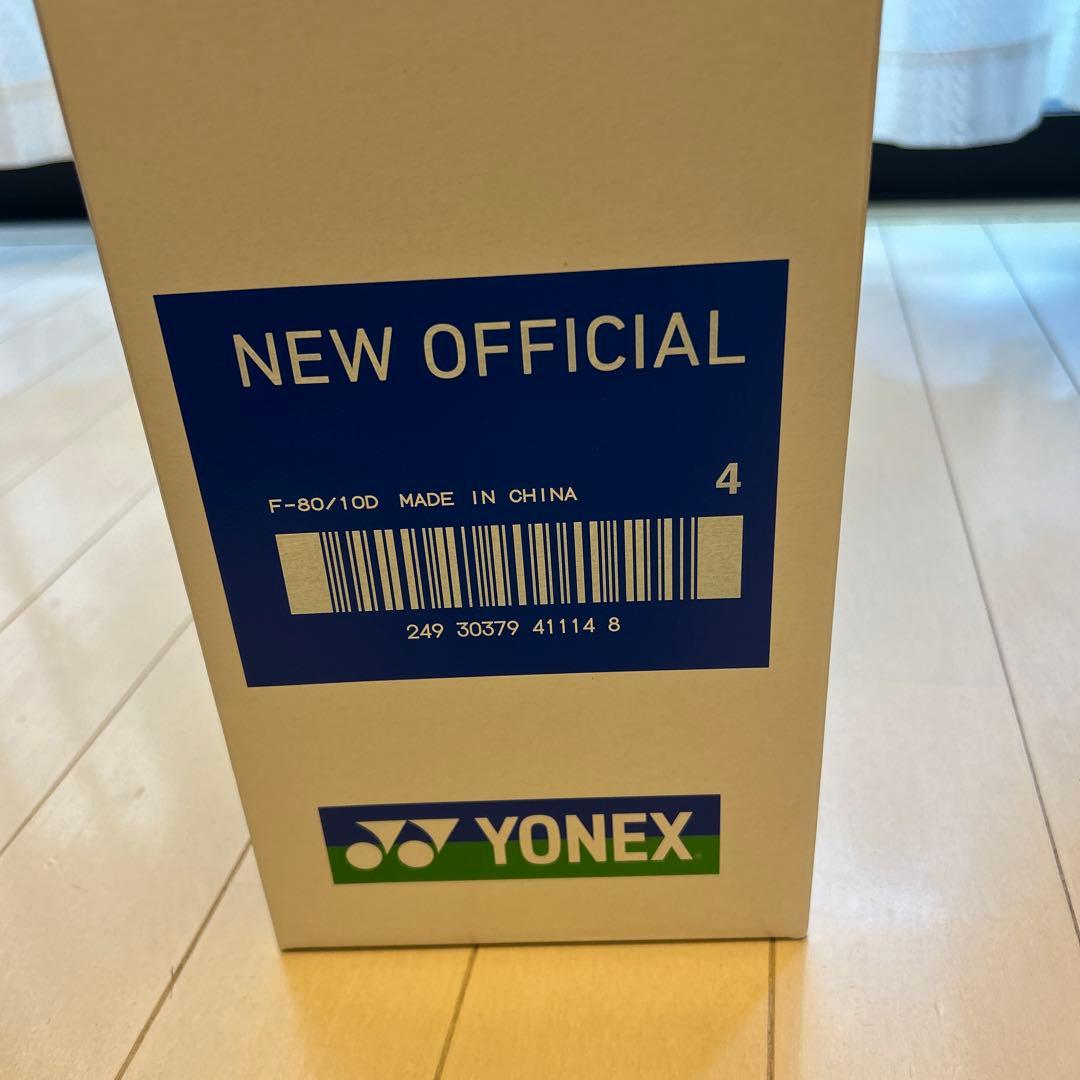 NEW OFFICIAL
4
F-80/10D MADE IN CHINA
249 30379 41114 8
YONEX